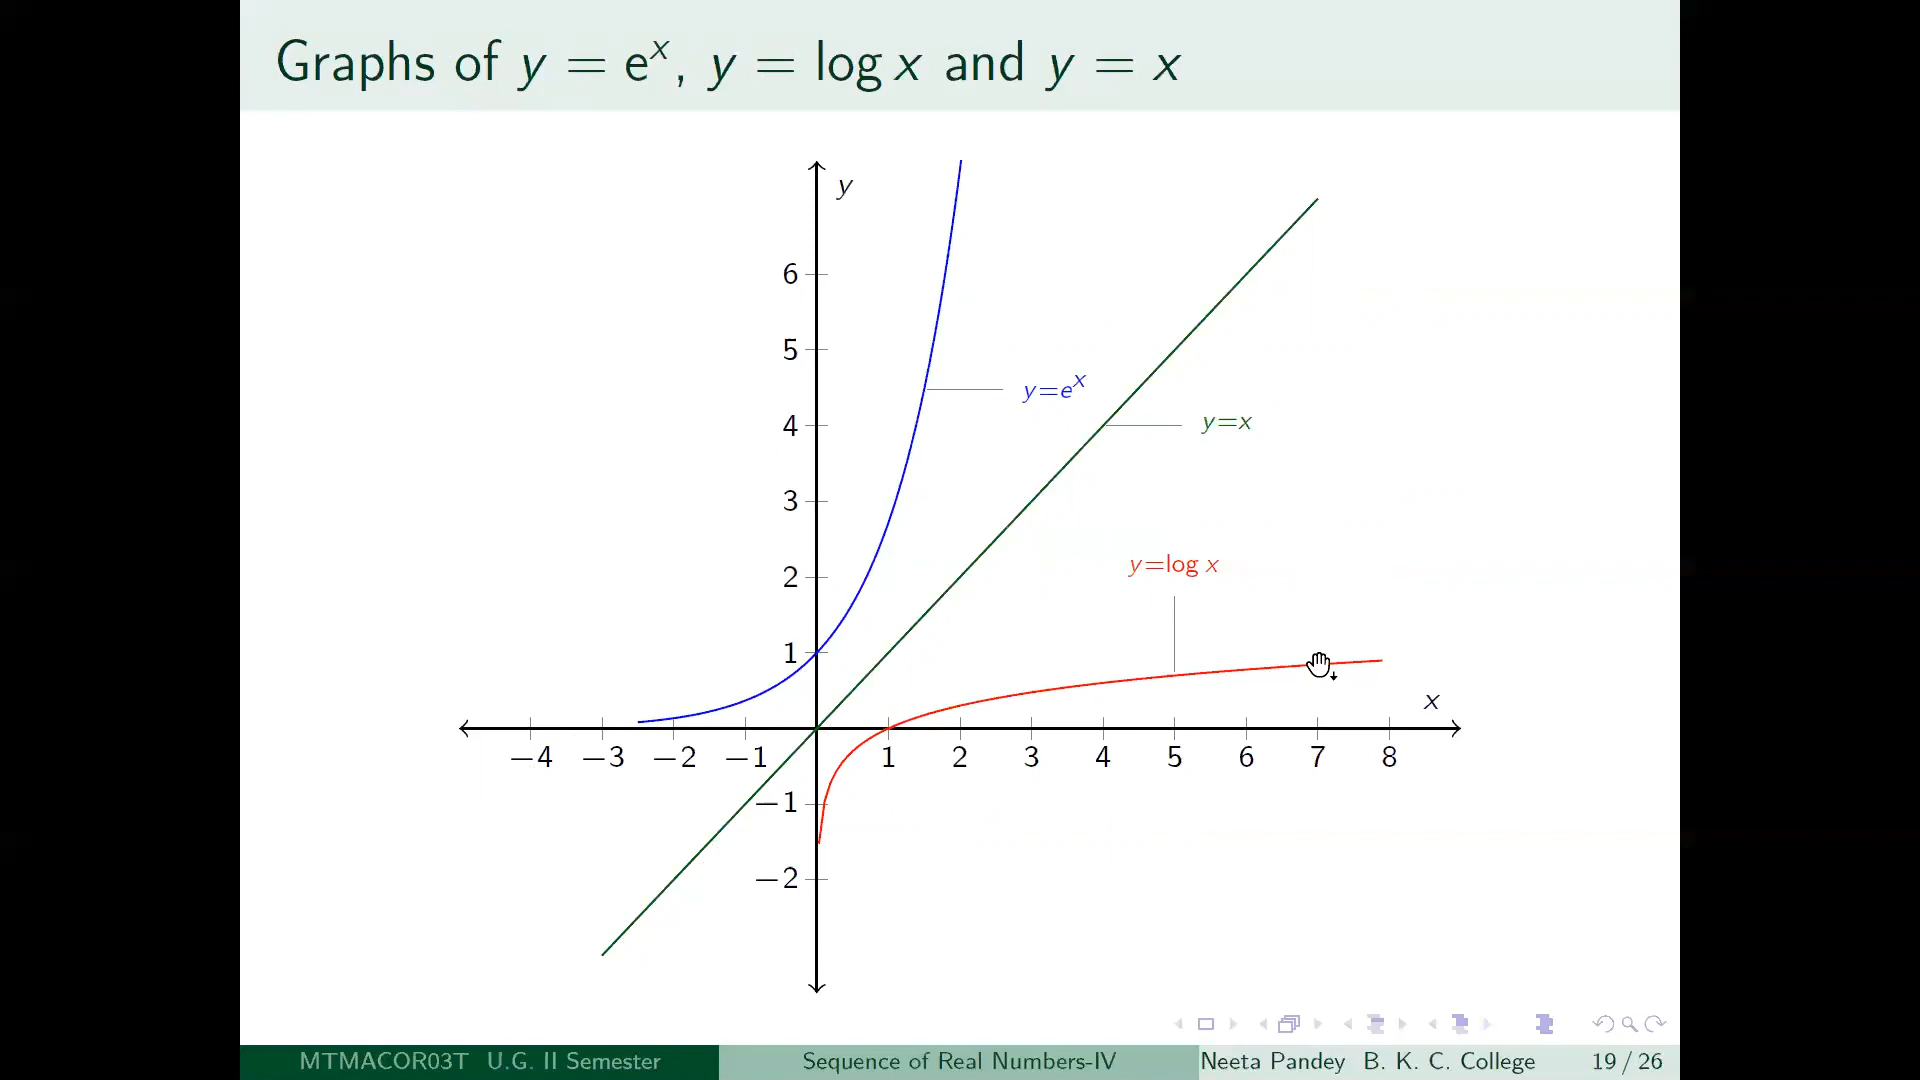 Graphs of y = eˣ, y = log x and y = x
y
6
5
y=eˣ
4
y=x
3
2
y=log x
1
x
−4 −3 −2 −1 1 2 3 4 5 6 7 8
−1
−2
MTMACOR03T U.G. II Semester Sequence of Real Numbers-IV Neeta Pandey B. K. C. College 19 / 26